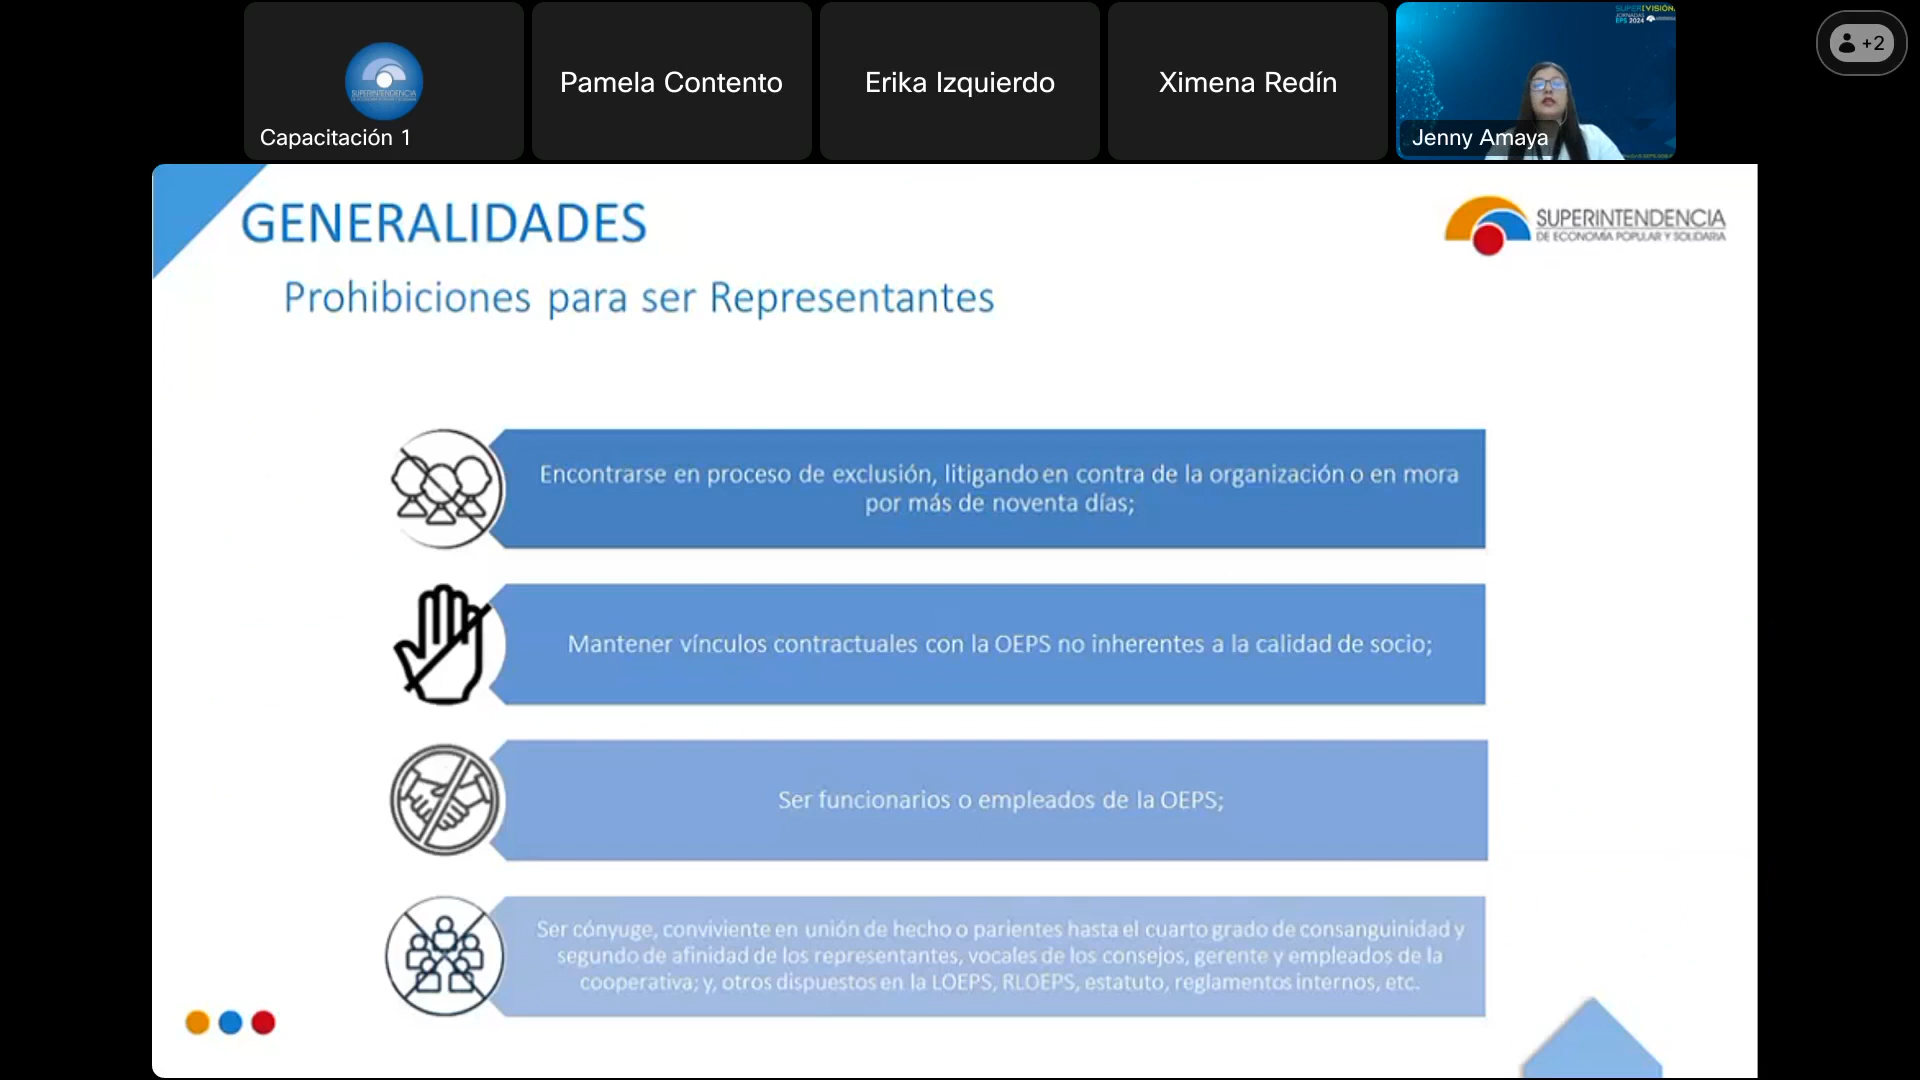 SUPERINTENDENCIA
Capacitación 1
Pamela Contento
Erika Izquierdo
Ximena Redín
EPS 2024
Jenny Amaya
+2
GENERALIDADES
SUPERINTENDENCIA
DE ECONOMÍA POPULAR Y SOLIDARIA
Prohibiciones para ser Representantes
Encontrarse en proceso de exclusión, litigando en contra de la organización o en mora
por más de noventa días;
Mantener vínculos contractuales con la OEPS no inherentes a la calidad de socio;
Ser funcionarios o empleados de la OEPS;
Ser cónyuge, conviviente en unión de hecho o parientes hasta el cuarto grado de consanguinidad y
segundo de afinidad de los representantes, vocales de los consejos, gerente y empleados de la
cooperativa; y, otros dispuestos en la LOEPS, RLOEPS, estatuto, reglamentos internos, etc.